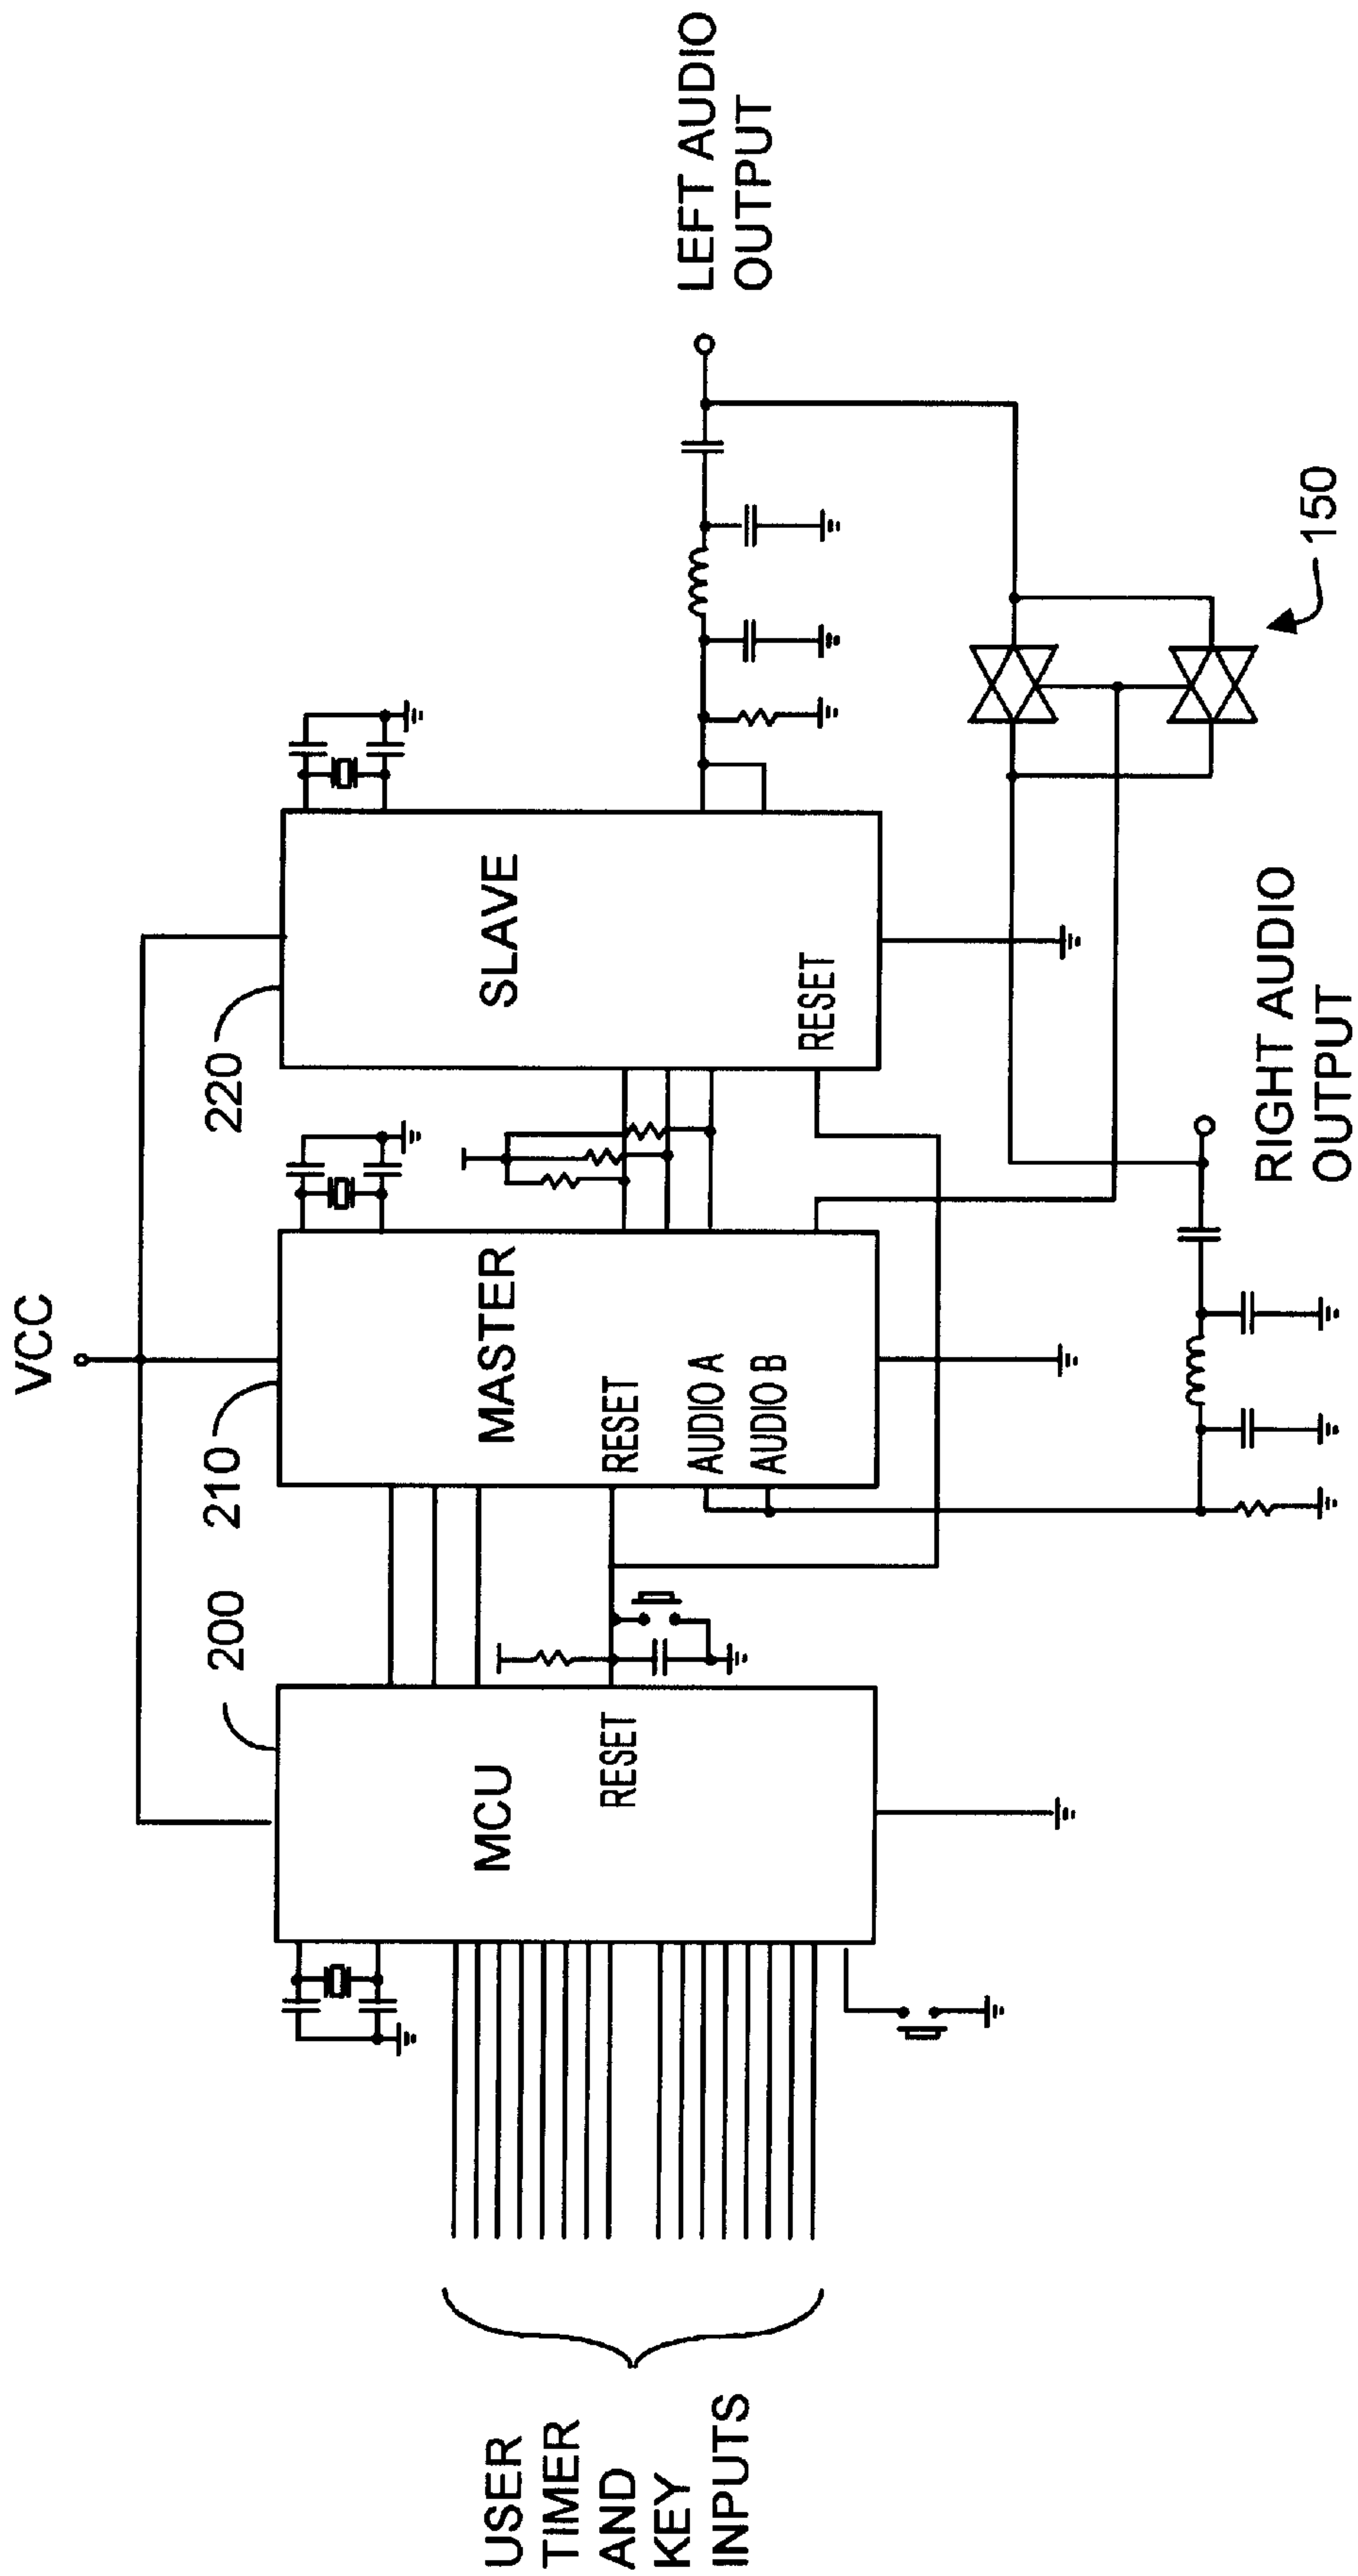 VCC
200
210
220
MCU
RESET
MASTER
RESET
AUDIO A
AUDIO B
SLAVE
RESET
LEFT AUDIO
OUTPUT
150
RIGHT AUDIO
OUTPUT
USER
TIMER
AND
KEY
INPUTS